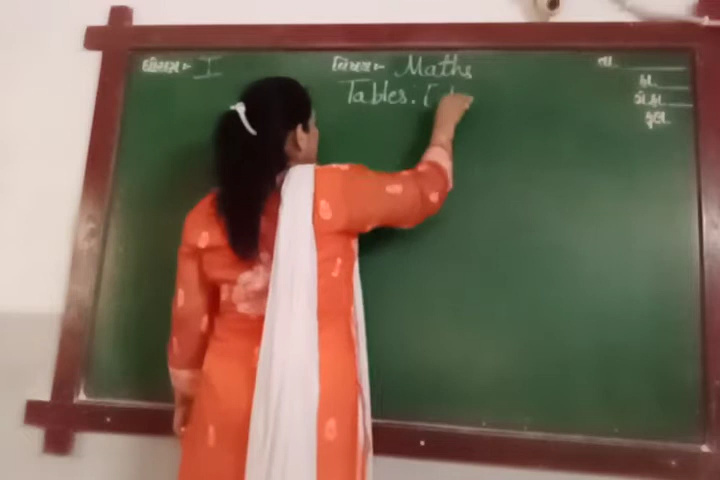 ધોરણ:- I વિષય:- Maths તા.
Tables. [
હા.
ગે.હા.
કુલ